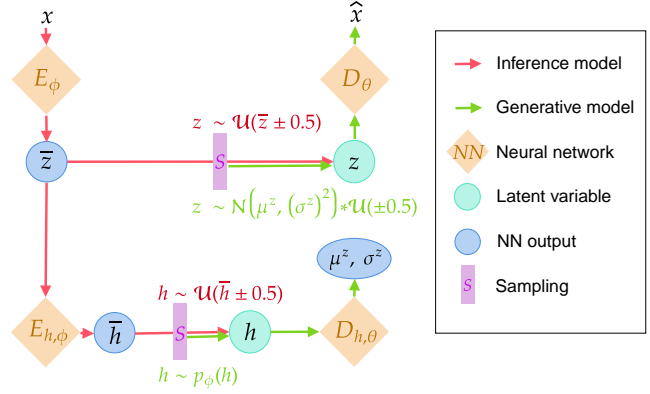 x
x̂
E_ϕ
D_θ
z ∼ U(z̅ ± 0.5)
z̅
S
z
z ∼ N(μ^z, (σ^z)^2)*U(±0.5)
μ^z, σ^z
h ∼ U(h̅ ± 0.5)
E_{h,ϕ}
h̅
S
h
D_{h,θ}
h ∼ p_ϕ(h)
Inference model
Generative model
NN Neural network
Latent variable
NN output
S Sampling